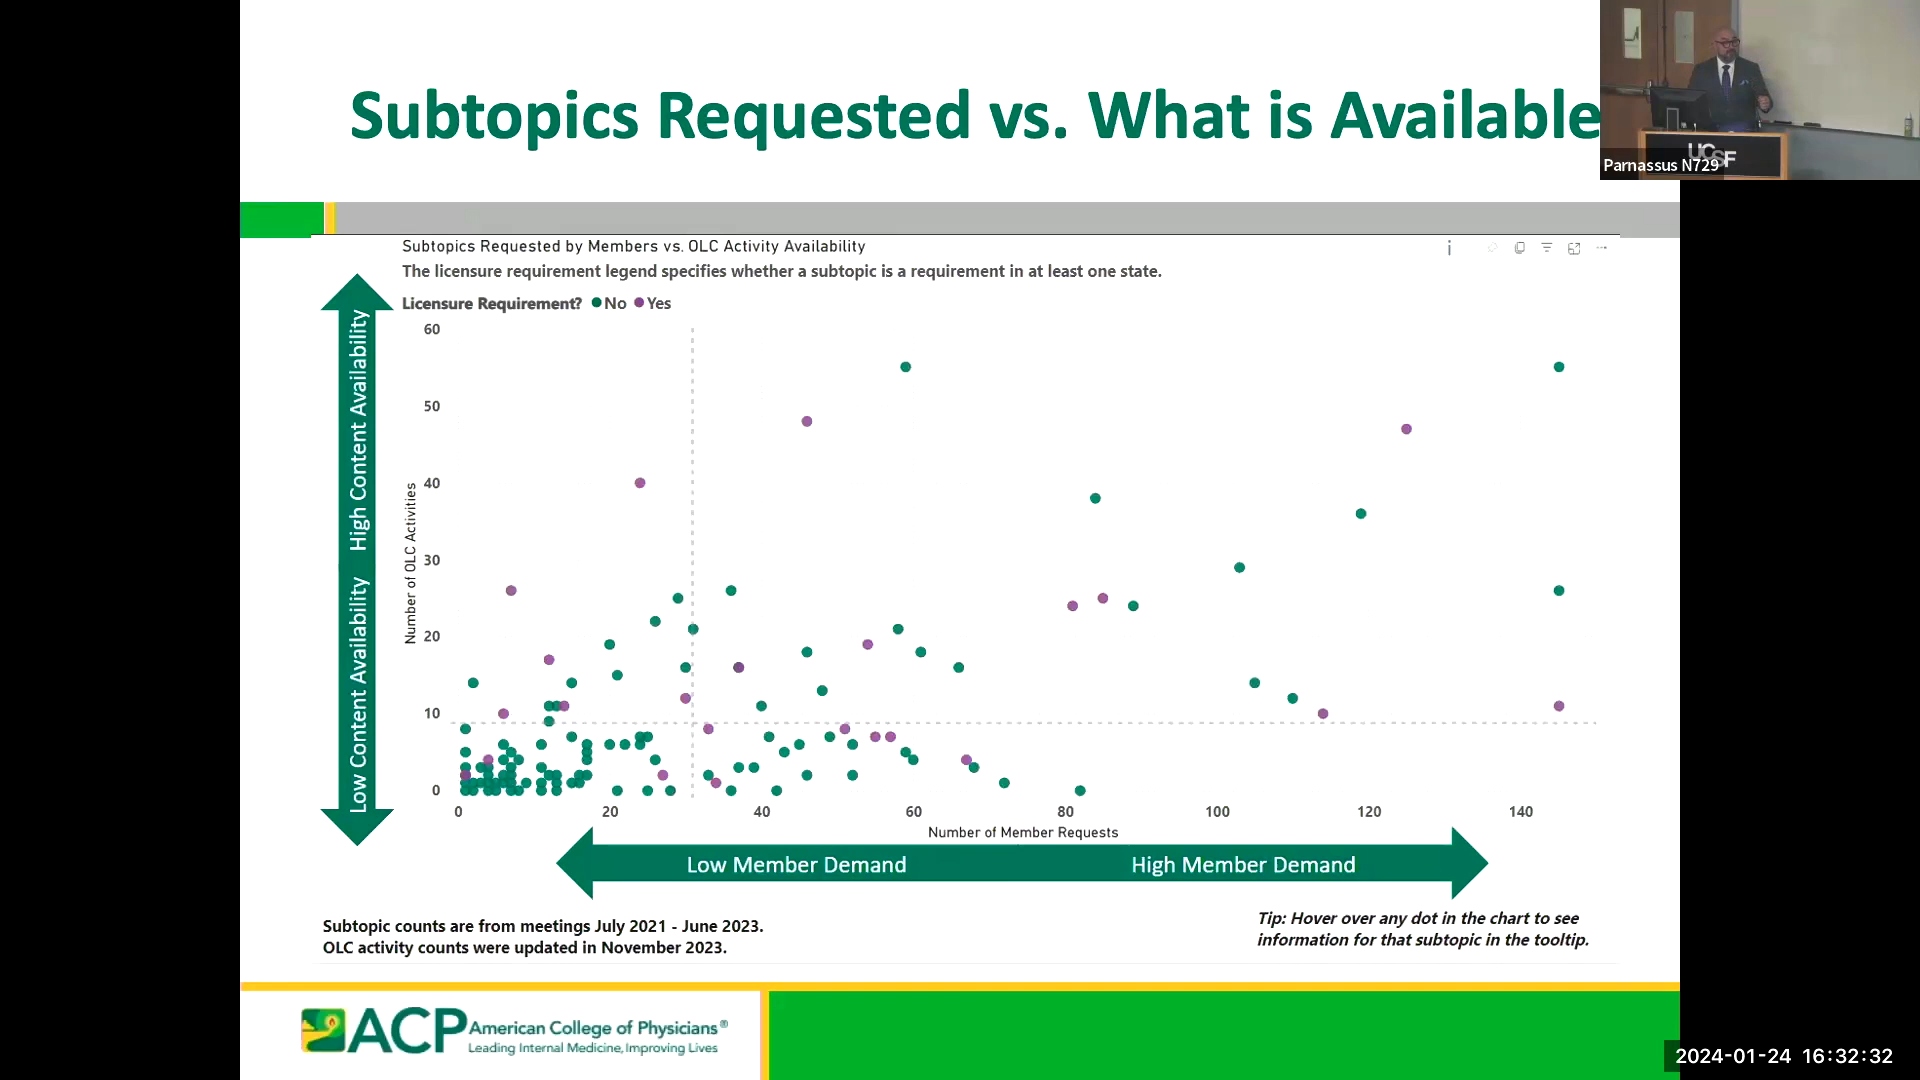 Subtopics Requested vs. What is Available
UCSF
Parnassus N729
Subtopics Requested by Members vs. OLC Activity Availability
The licensure requirement legend specifies whether a subtopic is a requirement in at least one state.
Licensure Requirement? No Yes
High Content Availability
Low Content Availability
Number of OLC Activities
60
50
40
30
20
10
0
0 20 40 60 80 100 120 140
Number of Member Requests
Low Member Demand High Member Demand
Subtopic counts are from meetings July 2021 - June 2023.
OLC activity counts were updated in November 2023.
Tip: Hover over any dot in the chart to see
information for that subtopic in the tooltip.
ACP American College of Physicians®
Leading Internal Medicine, Improving Lives
2024-01-24 16:32:32